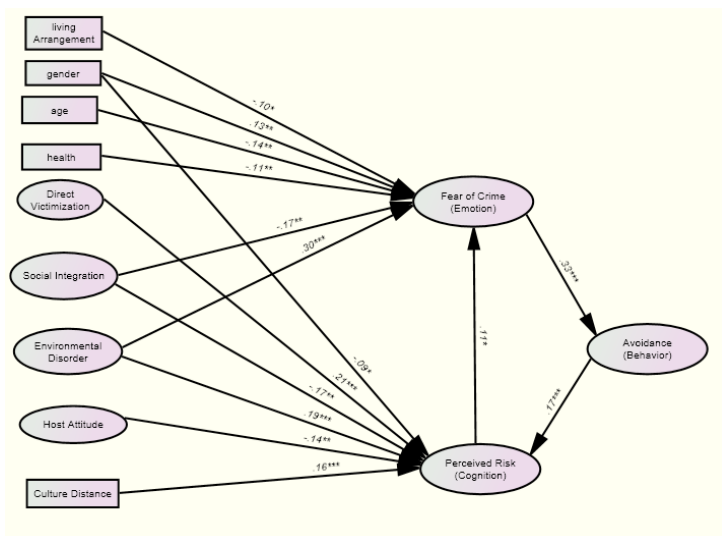 living
Arrangement
gender
age
health
Direct
Victimization
Social Integration
Environmental
Disorder
Host Attitude
Culture Distance
-.10*
.13**
-.14**
-.11**
-.17**
.30***
-.09*
.21***
-.17**
.19***
-.14**
.16***
Fear of Crime
(Emotion)
.11*
Perceived Risk
(Cognition)
.33***
Avoidance
(Behavior)
.17***